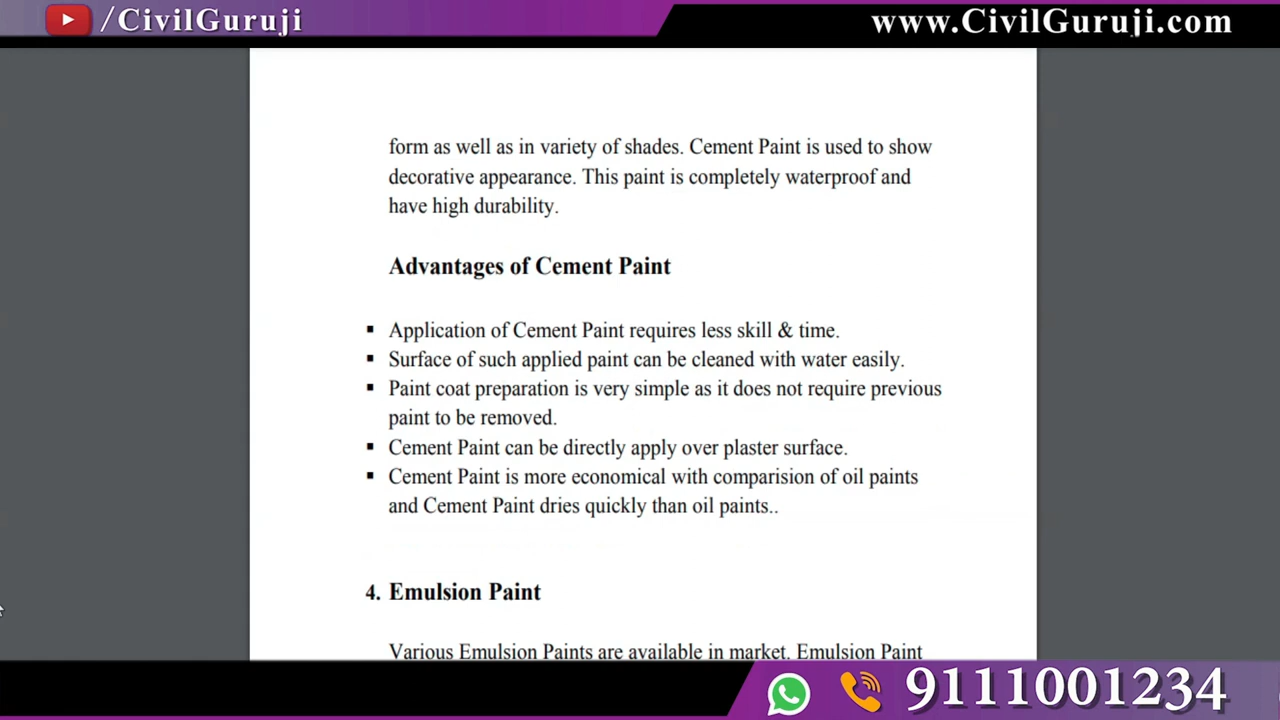 /CivilGuruji
www.CivilGuruji.com
form as well as in variety of shades. Cement Paint is used to show
decorative appearance. This paint is completely waterproof and
have high durability.
Advantages of Cement Paint
▪ Application of Cement Paint requires less skill & time.
▪ Surface of such applied paint can be cleaned with water easily.
▪ Paint coat preparation is very simple as it does not require previous
paint to be removed.
▪ Cement Paint can be directly apply over plaster surface.
▪ Cement Paint is more economical with comparision of oil paints
and Cement Paint dries quickly than oil paints..
4. Emulsion Paint
Various Emulsion Paints are available in market. Emulsion Paint
9111001234